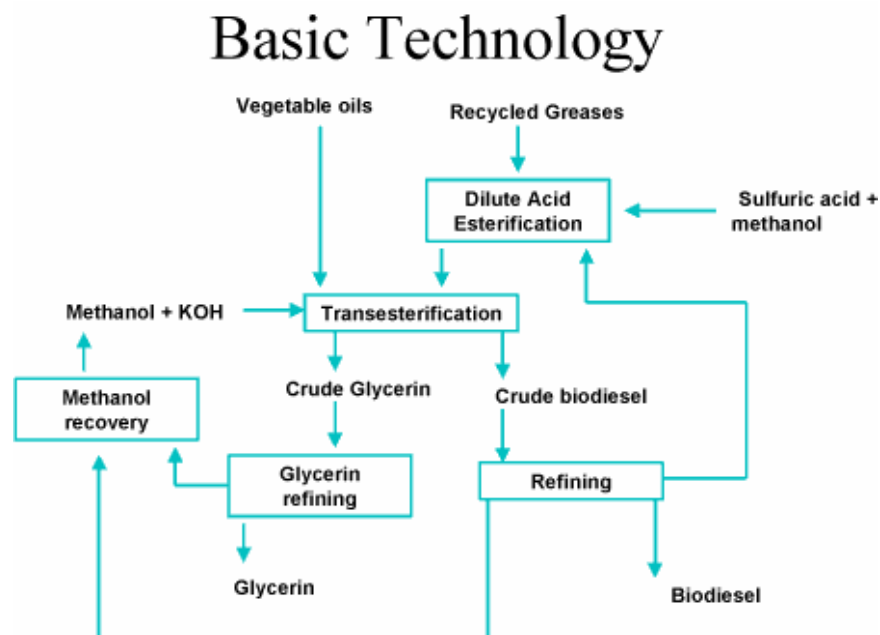 Basic Technology
Vegetable oils
Recycled Greases
Dilute Acid
Esterification
Sulfuric acid +
methanol
Methanol + KOH
Transesterification
Crude Glycerin
Crude biodiesel
Methanol
recovery
Glycerin
refining
Refining
Glycerin
Biodiesel